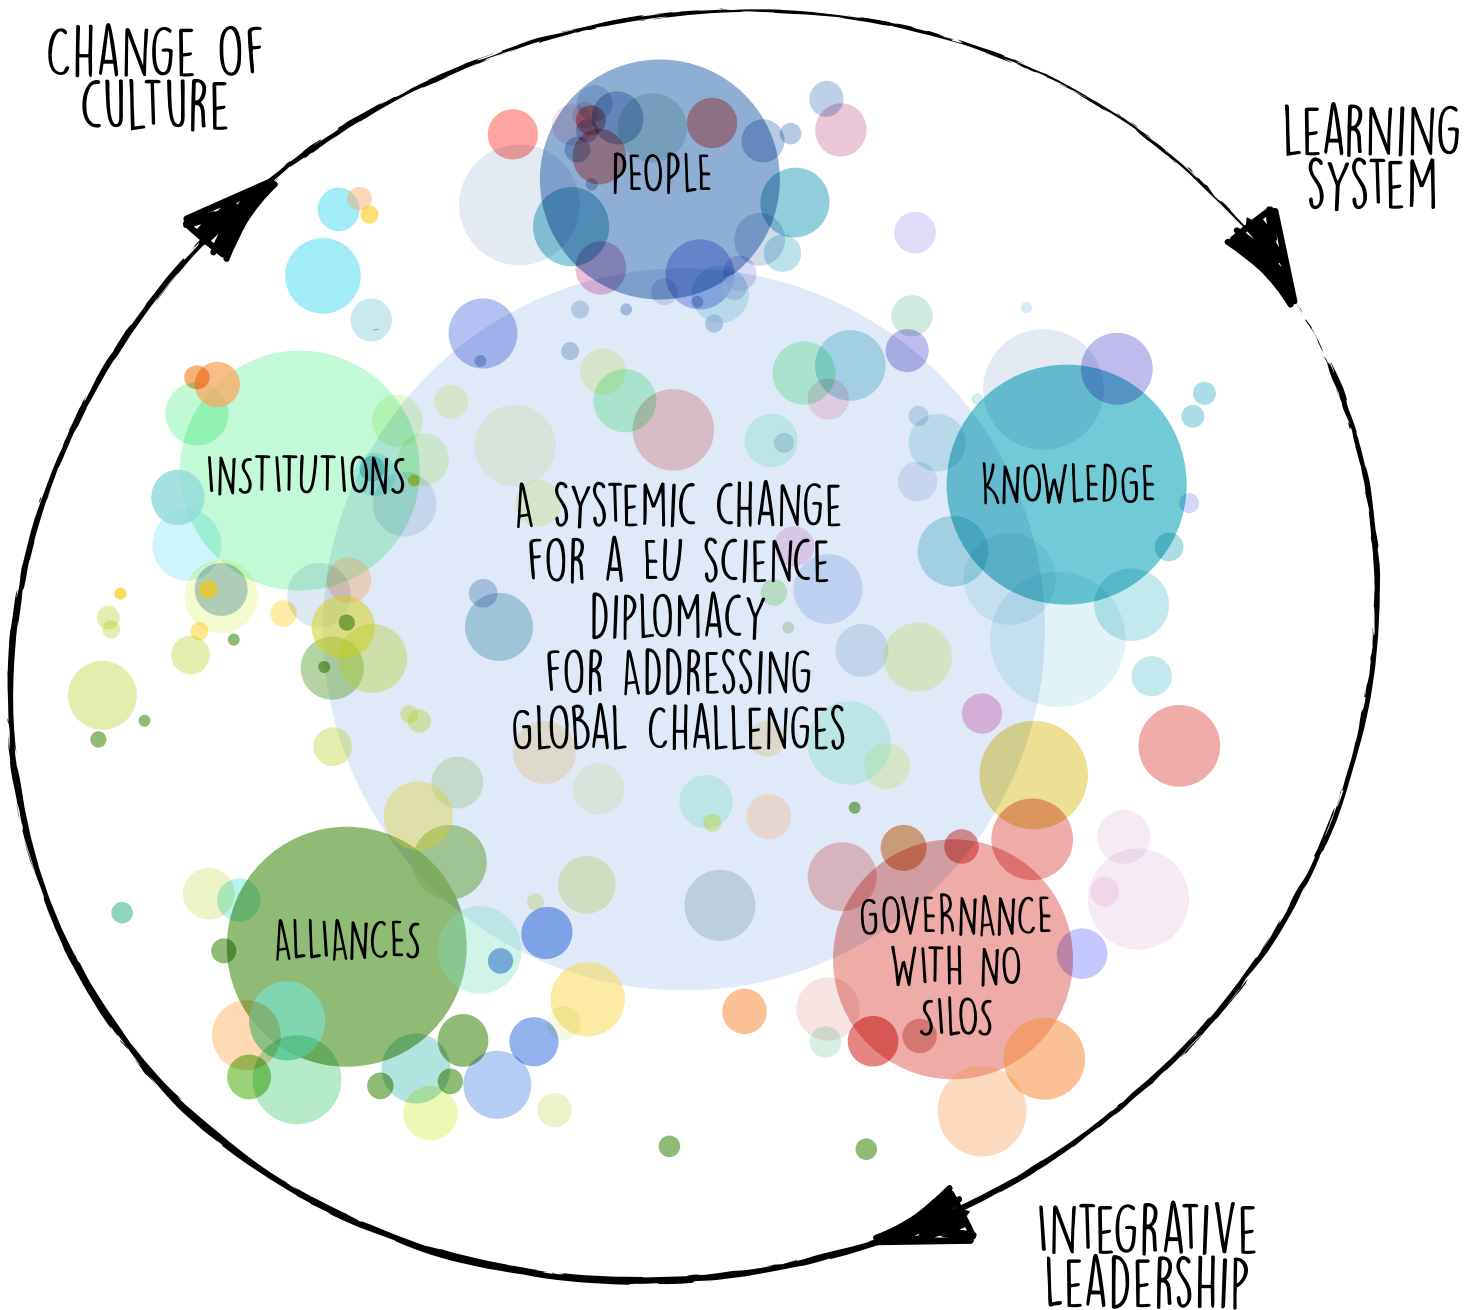 CHANGE OF
CULTURE
LEARNING
SYSTEM
PEOPLE
INSTITUTIONS
KNOWLEDGE
A SYSTEMIC CHANGE
FOR A EU SCIENCE
DIPLOMACY
FOR ADDRESSING
GLOBAL CHALLENGES
ALLIANCES
GOVERNANCE
WITH NO
SILOS
INTEGRATIVE
LEADERSHIP